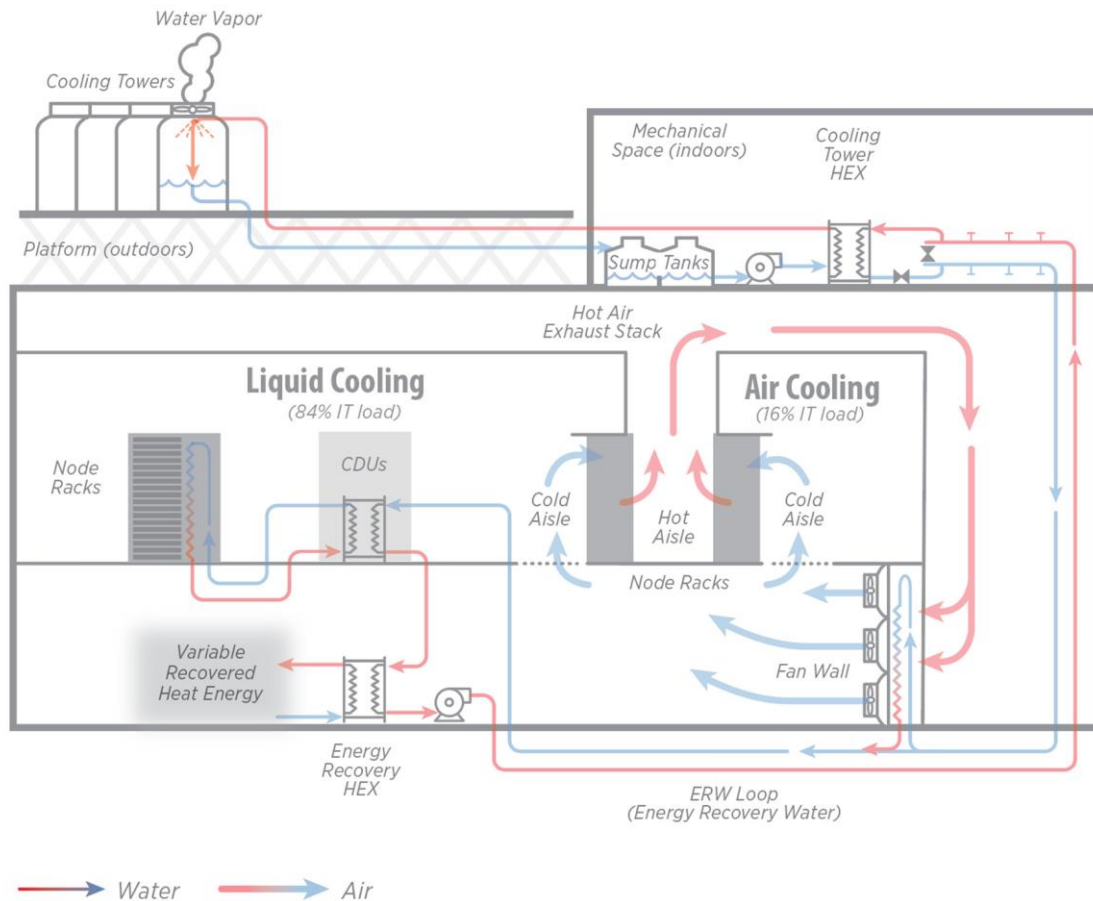 Water Vapor
Cooling Towers
Mechanical
Space (indoors)
Cooling
Tower
HEX
Platform (outdoors)
Sump Tanks
Hot Air
Exhaust Stack
Liquid Cooling
(84% IT load)
Air Cooling
(16% IT load)
Node
Racks
CDUs
Cold
Aisle
Hot
Aisle
Cold
Aisle
Node Racks
Variable
Recovered
Heat Energy
Fan Wall
Energy
Recovery
HEX
ERW Loop
(Energy Recovery Water)
Water
Air